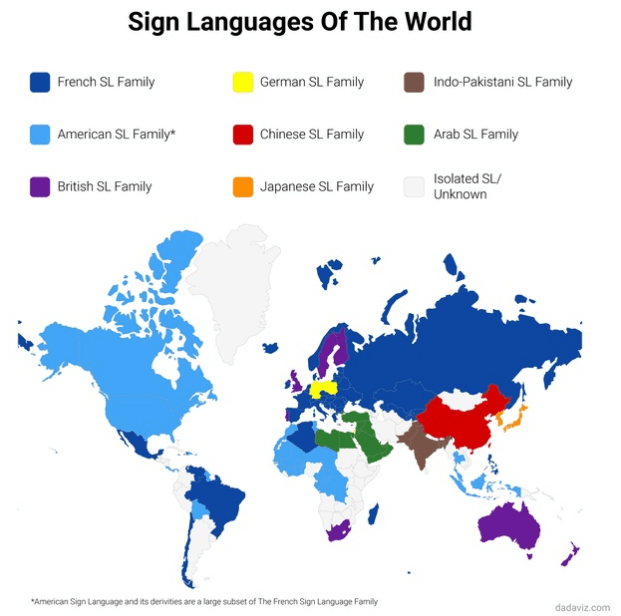 Sign Languages Of The World
French SL Family
German SL Family
Indo-Pakistani SL Family
American SL Family*
Chinese SL Family
Arab SL Family
British SL Family
Japanese SL Family
Isolated SL/
Unknown
*American Sign Language and its derivities are a large subset of The French Sign Language Family
dadaviz.com